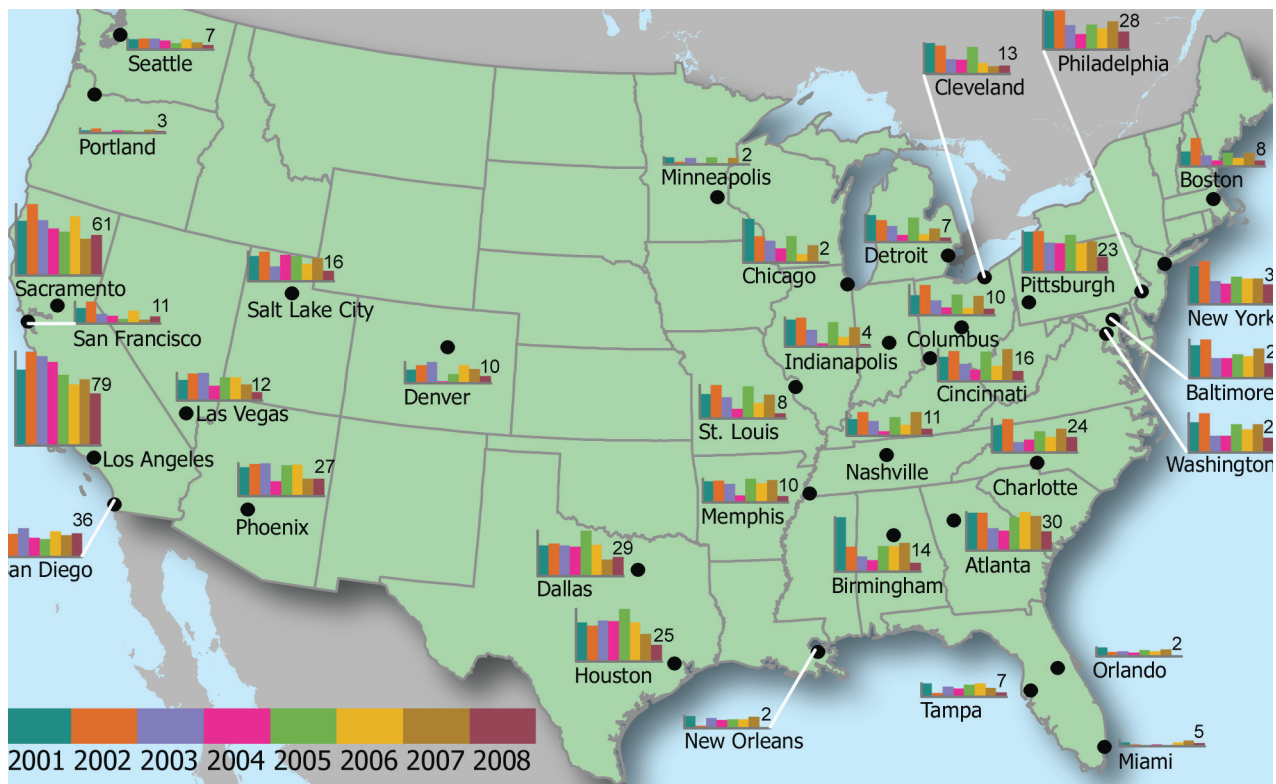 7
Seattle
3
Portland
61
Sacramento
11
San Francisco
79
Los Angeles
36
an Diego
16
Salt Lake City
12
Las Vegas
27
Phoenix
10
Denver
2
Minneapolis
2
Chicago
7
Detroit
13
Cleveland
28
Philadelphia
8
Boston
23
Pittsburgh
3
New York
2
Baltimore
2
Washington
10
Columbus
4
Indianapolis
16
Cincinnati
8
St. Louis
11
Nashville
24
Charlotte
10
Memphis
14
Birmingham
30
Atlanta
29
Dallas
25
Houston
2
New Orleans
7
Tampa
2
Orlando
5
Miami
2001 2002 2003 2004 2005 2006 2007 2008